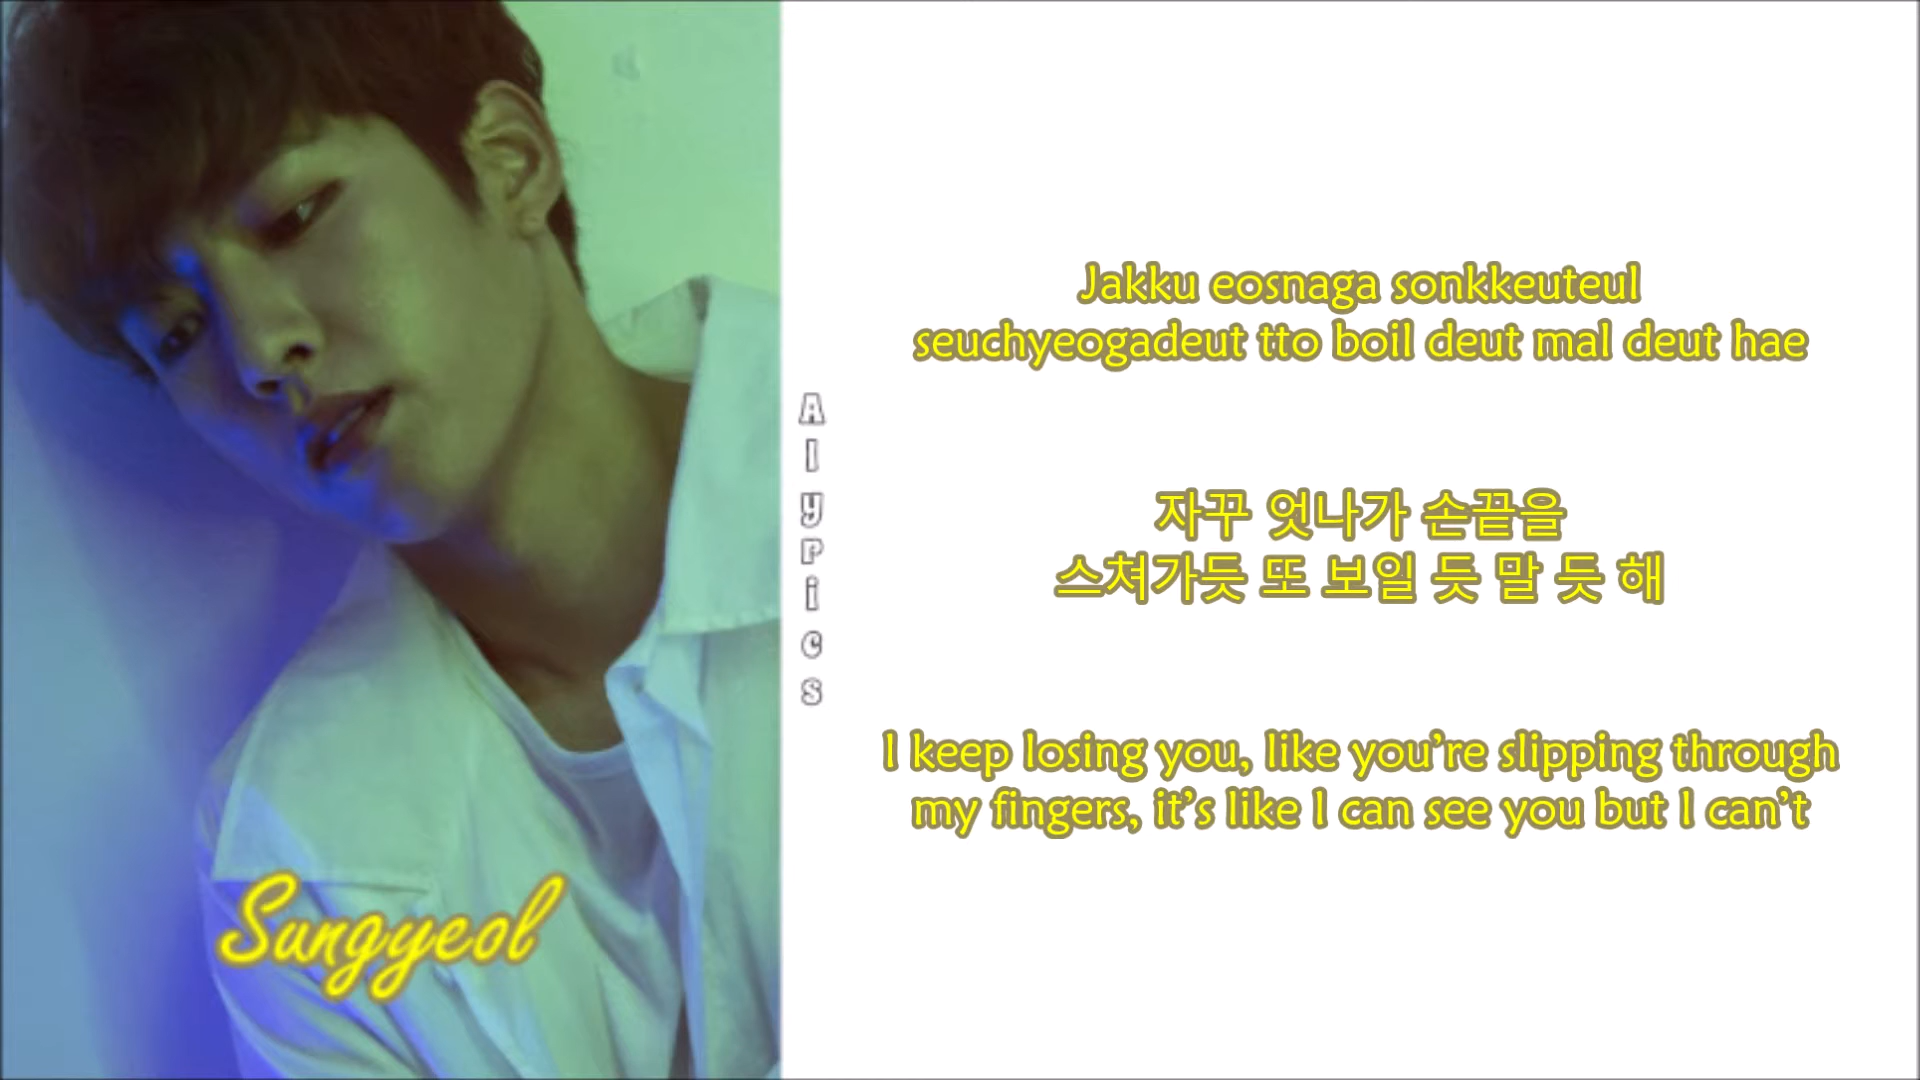 Jakku eosnaga sonkkeuteul
seuchyeogadeut tto boil deut mal deut hae
자꾸 엇나가 손끝을
스쳐가듯 또 보일 듯 말 듯 해
I keep losing you, like you're slipping through
my fingers, it's like I can see you but I can't
Sungyeol
Alypics